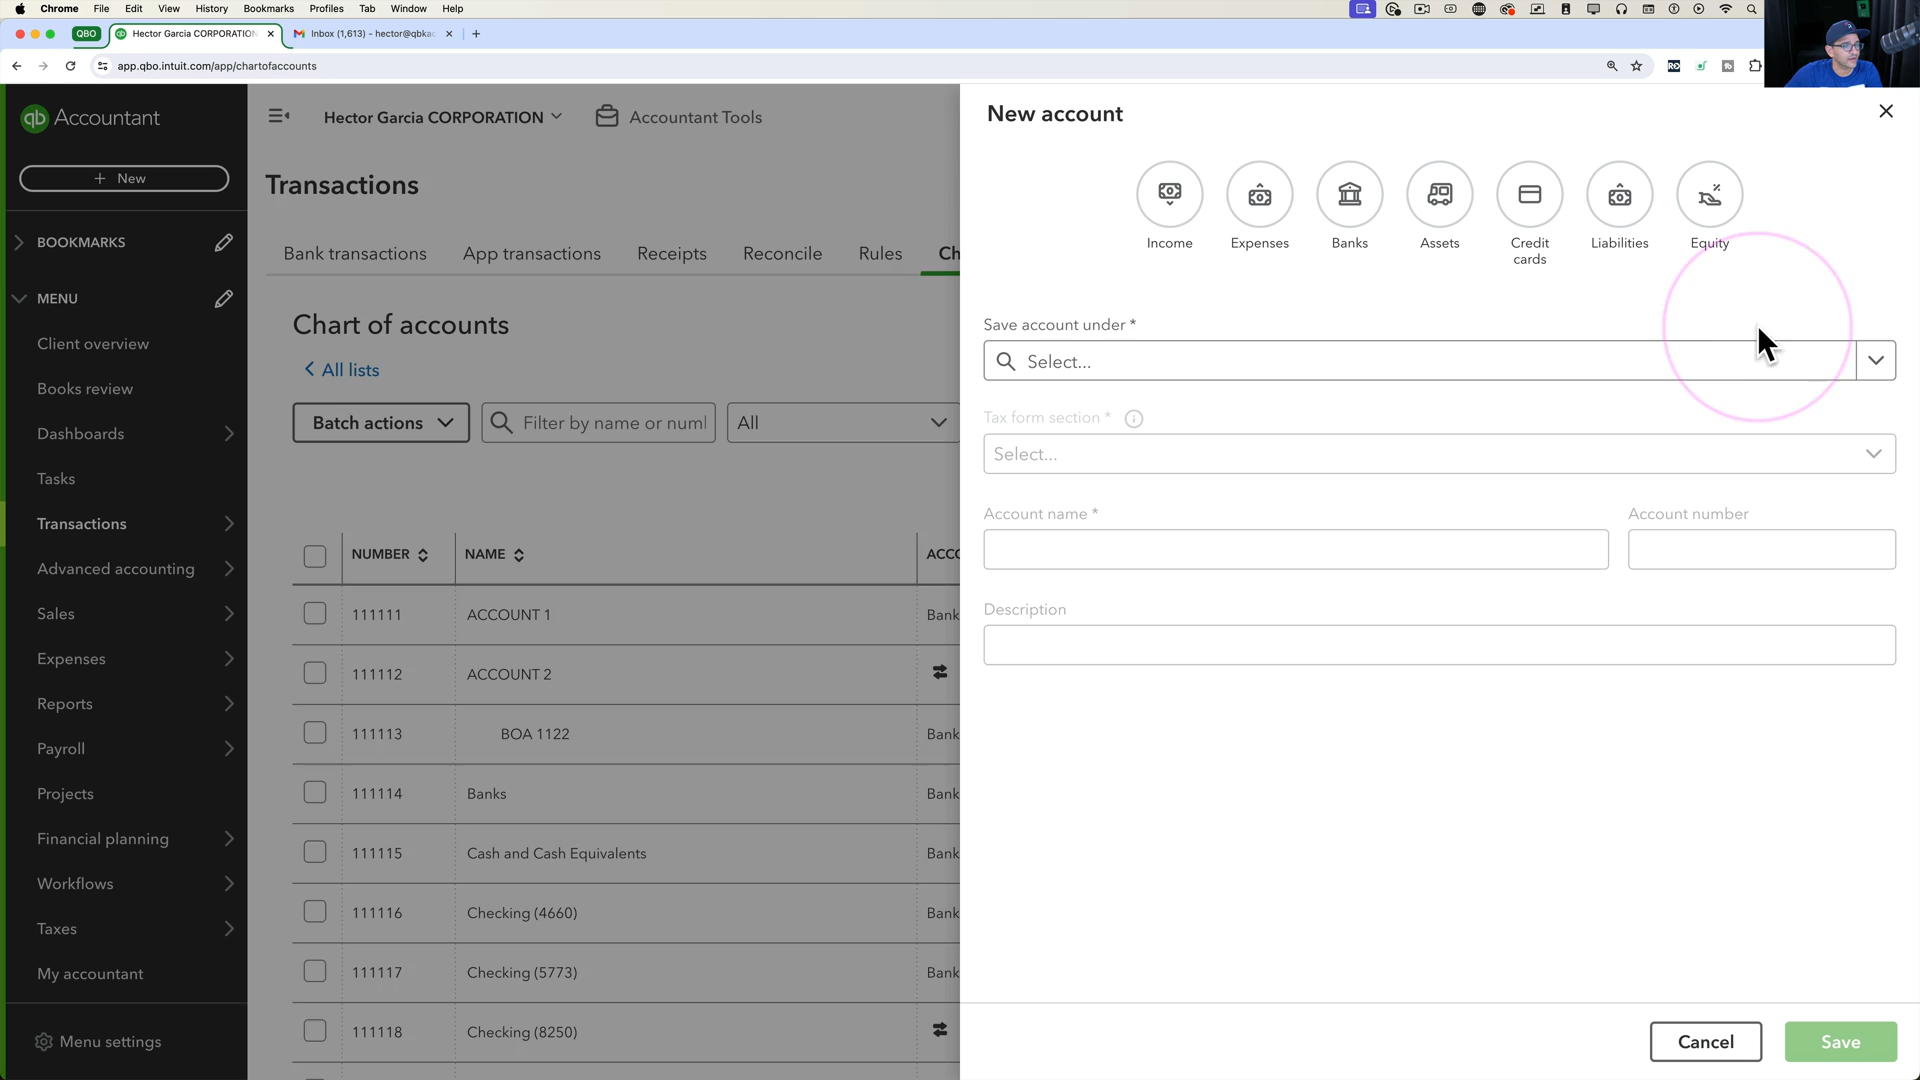 Chrome File Edit View History Bookmarks Profiles Tab Window Help
QBO Hector Garcia CORPORATION Inbox (1,613) - hector@qbka
app.qbo.intuit.com/app/chartofaccounts
qb Accountant
Hector Garcia CORPORATION
Accountant Tools
New account
+ New
Transactions
Income
Expenses
Banks
Assets
Credit
cards
Liabilities
Equity
BOOKMARKS
Bank transactions App transactions Receipts Reconcile Rules Ch
MENU
Chart of accounts
All lists
Save account under *
Select...
Batch actions
Filter by name or numl
All
Tax form section *
Select...
Account name *
Account number
Description
Client overview
Books review
Dashboards
Tasks
Transactions
Advanced accounting
Sales
Expenses
Reports
Payroll
Projects
Financial planning
Workflows
Taxes
My accountant
Menu settings
NUMBER NAME ACCO
111111 ACCOUNT 1 Bank
111112 ACCOUNT 2
111113 BOA 1122 Bank
111114 Banks Bank
111115 Cash and Cash Equivalents Bank
111116 Checking (4660) Bank
111117 Checking (5773) Bank
111118 Checking (8250)
Cancel
Save